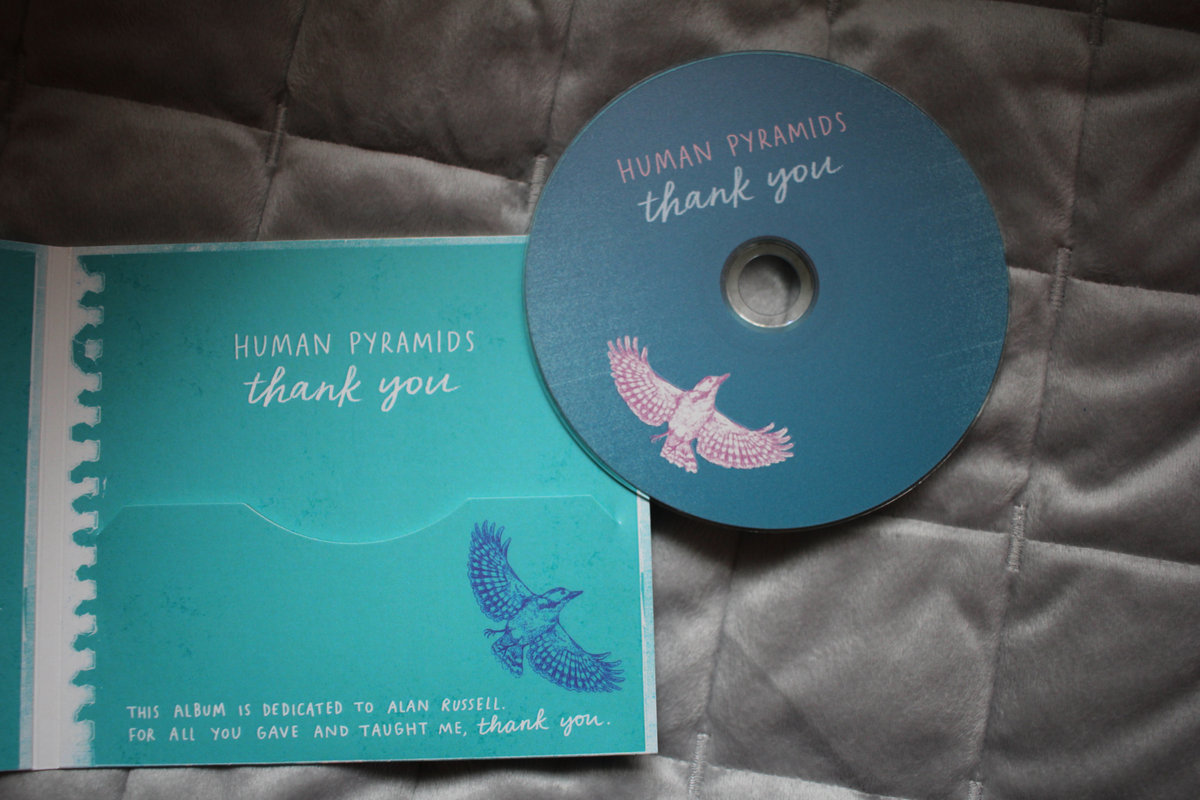 HUMAN PYRAMIDS
thank you
HUMAN PYRAMIDS
thank you
THIS ALBUM IS DEDICATED TO ALAN RUSSELL.
FOR ALL YOU GAVE AND TAUGHT ME, thank you.